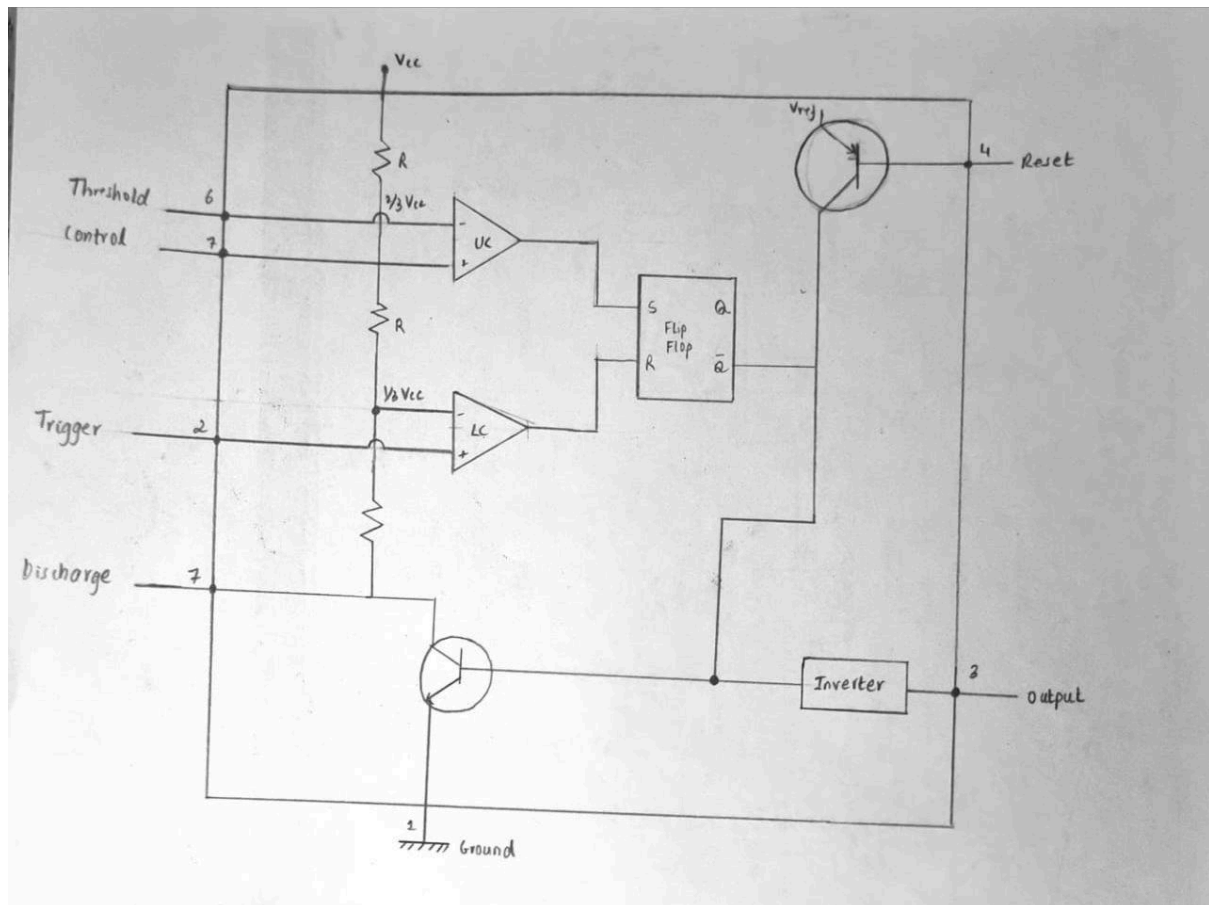 Vcc
Vref
R
4 Reset
Threshold 6
2/3 Vcc
Control 7
-
UC
+
S Q
Flip
Flop
R
R Q̅
1/3 Vcc
-
LC
+
Trigger 2
Discharge 7
Inverter
3
Output
1
Ground